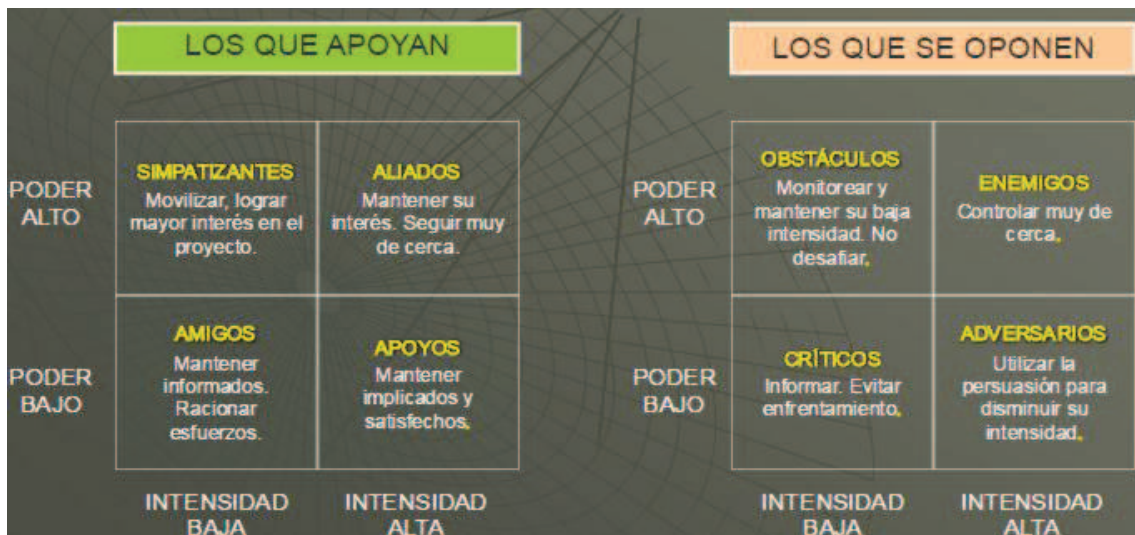 LOS QUE APOYAN
LOS QUE SE OPONEN
PODER
ALTO
SIMPATIZANTES
Movilizar, lograr
mayor interés en el
proyecto.
ALIADOS
Mantener su
interés. Seguir muy
de cerca.
PODER
BAJO
AMIGOS
Mantener
informados.
Racionar
esfuerzos.
APOYOS
Mantener
implicados y
satisfechos.
INTENSIDAD
BAJA
INTENSIDAD
ALTA
PODER
ALTO
OBSTÁCULOS
Monitorear y
mantener su baja
intensidad. No
desafiar.
ENEMIGOS
Controlar muy de
cerca.
PODER
BAJO
CRÍTICOS
Informar. Evitar
enfrentamiento.
ADVERSARIOS
Utilizar la
persuasión para
disminuir su
intensidad.
INTENSIDAD
BAJA
INTENSIDAD
ALTA